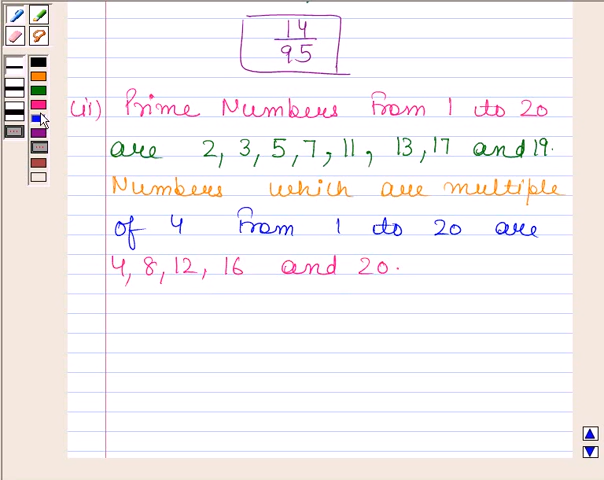 14
95
(ii) Prime Numbers From 1 to 20
are 2, 3, 5, 7, 11, 13, 17 and 19.
Numbers which are multiple
of 4 From 1 to 20 are
4, 8, 12, 16 and 20.